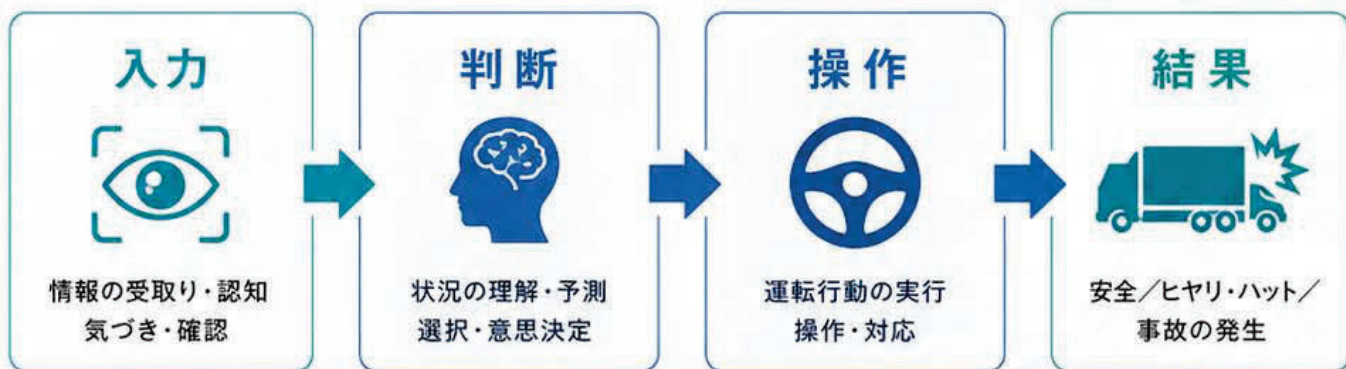 入力
情報の受取り・認知
気づき・確認
判断
状況の理解・予測
選択・意思決定
操作
運転行動の実行
操作・対応
結果
安全／ヒヤリ・ハット／
事故の発生